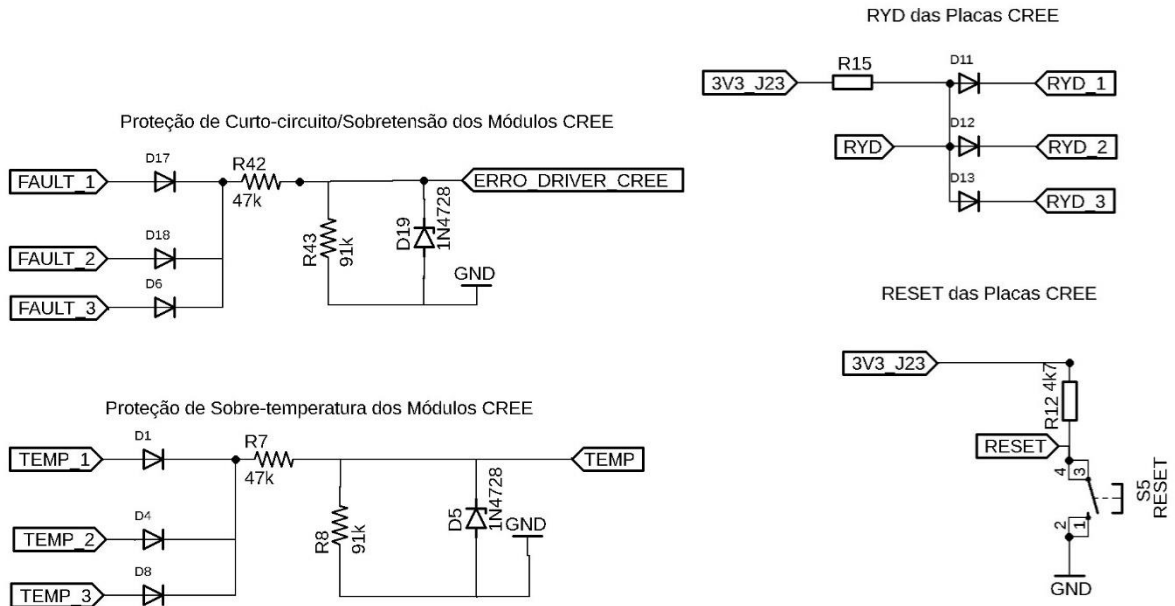 RYD das Placas CREE
3V3_J23
R15
D11
RYD_1
RYD
D12
RYD_2
D13
RYD_3
Proteção de Curto-circuito/Sobretensão dos Módulos CREE
FAULT_1
D17
R42
47k
ERRO_DRIVER_CREE
FAULT_2
D18
R43
91k
D19
1N4728
GND
FAULT_3
D6
RESET das Placas CREE
3V3_J23
R12 4k7
RESET
4
3
2
1
S5
RESET
GND
Proteção de Sobre-temperatura dos Módulos CREE
TEMP_1
D1
R7
47k
TEMP
TEMP_2
D4
R8
91k
D5
1N4728
GND
TEMP_3
D8